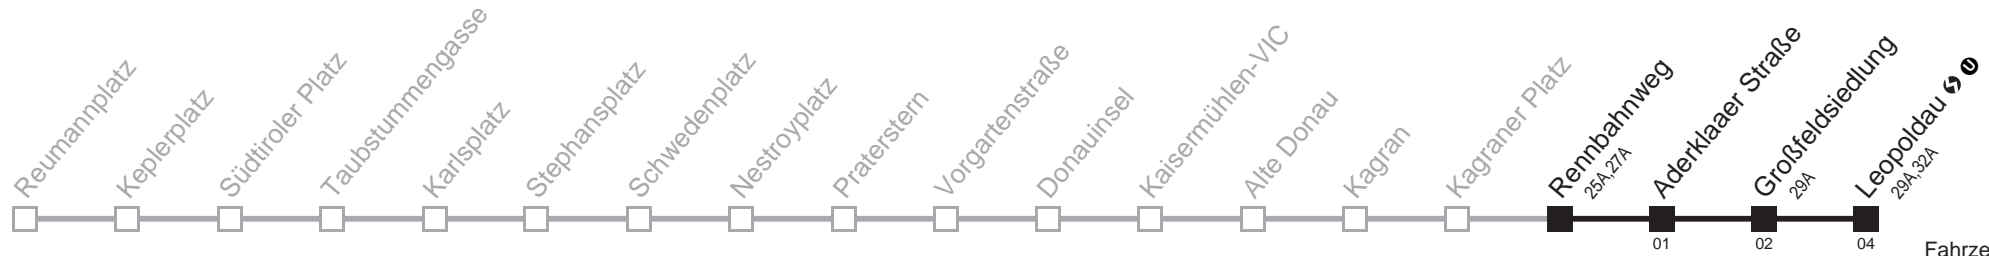 Reumannplatz
Keplerplatz
Südtiroler Platz
Taubstummengasse
Karlsplatz
Stephansplatz
Schwedenplatz
Nestroyplatz
Praterstern
Vorgartenstraße
Donauinsel
Kaisermühlen-VIC
Alte Donau
Kagran
Kagraner Platz
Rennbahnweg
25A,27A
Aderklaaer Straße
Großfeldsiedlung
29A
Leopoldau S U
29A,32A
01
02
04
Fahrze